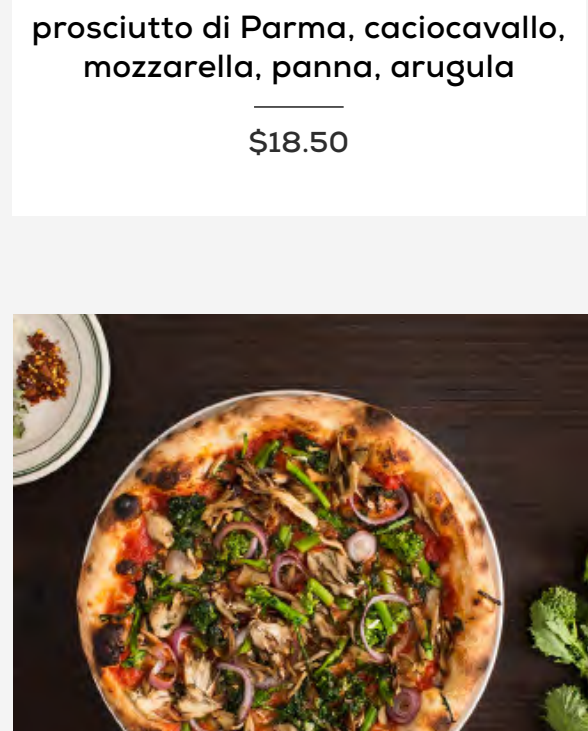 prosciutto di Parma, caciocavallo,
mozzarella, panna, arugula
$18.50